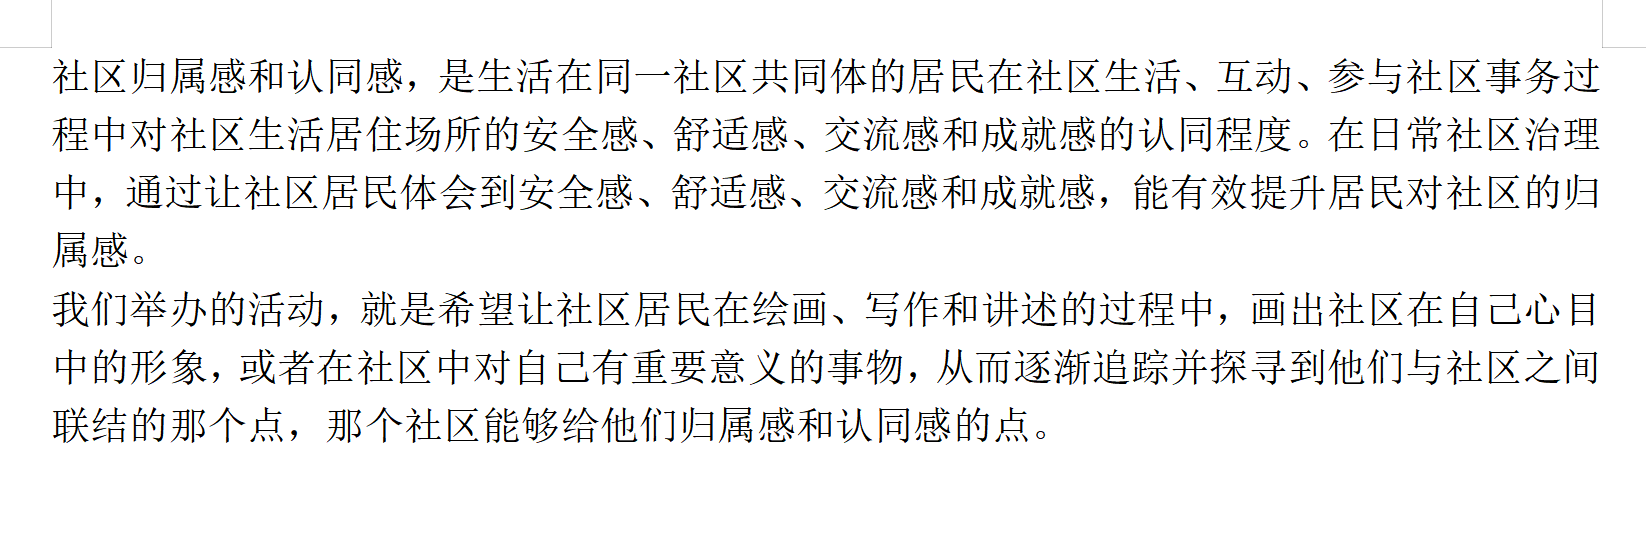 社区归属感和认同感，是生活在同一社区共同体的居民在社区生活、互动、参与社区事务过
程中对社区生活居住场所的安全感、舒适感、交流感和成就感的认同程度。在日常社区治理
中，通过让社区居民体会到安全感、舒适感、交流感和成就感，能有效提升居民对社区的归
属感。
我们举办的活动，就是希望让社区居民在绘画、写作和讲述的过程中，画出社区在自己心目
中的形象，或者在社区中对自己有重要意义的事物，从而逐渐追踪并探寻到他们与社区之间
联结的那个点，那个社区能够给他们归属感和认同感的点。